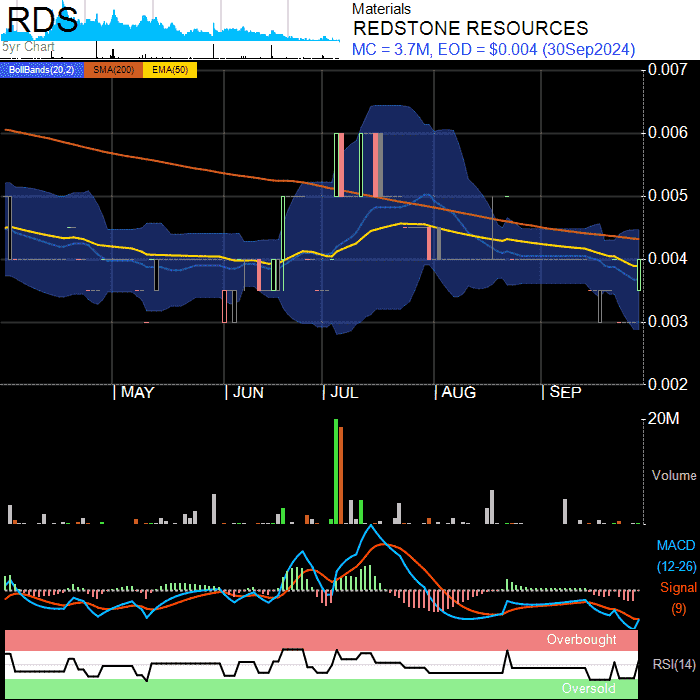 RDS
5yr Chart
Materials
REDSTONE RESOURCES
MC = 3.7M, EOD = $0.004 (30Sep2024)
BollBands(20,2) SMA(200) EMA(50)
0.007
0.006
0.005
0.004
0.003
0.002
MAY JUN JUL AUG SEP
20M
Volume
MACD
(12-26)
Signal
(9)
Overbought
RSI(14)
Oversold